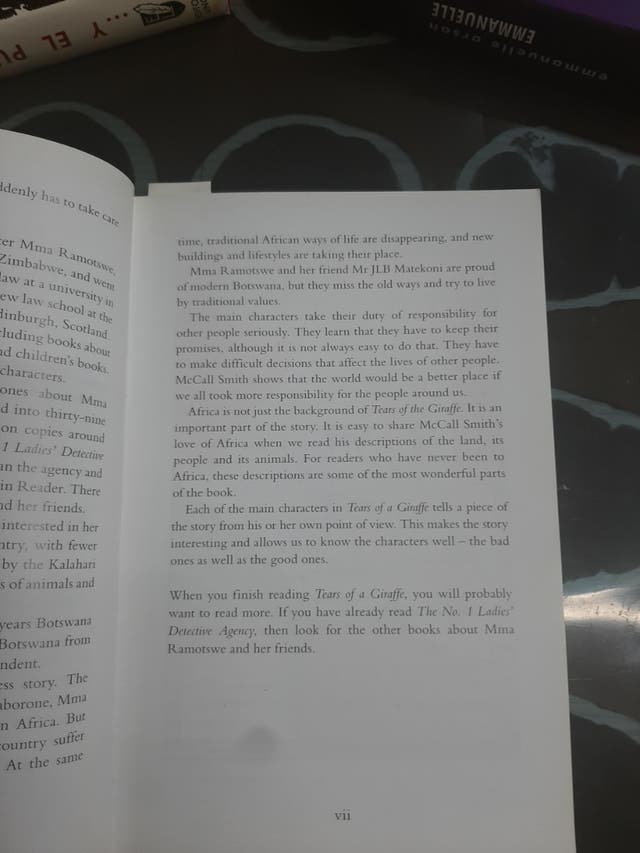 ... Y EL PU
EMMANUELLE
emmanuelle arsan
ddenly has to take care
Mma Ramotswe,
Zimbabwe, and went
law at a university in
ew law school at the
dinburgh, Scotland.
cluding books about
nd children's books.
characters.
ones about Mma
d into thirty-nine
on copies around
1 Ladies' Detective
an the agency and
in Reader. There
nd her friends.
interested in her
ntry, with fewer
by the Kalahari
s of animals and
years Botswana
Botswana from
ndent.
ess story. The
aborone, Mma
n Africa. But
country suffer
At the same
time, traditional African ways of life are disappearing, and new
buildings and lifestyles are taking their place.
Mma Ramotswe and her friend Mr JLB Matekoni are proud
of modern Botswana, but they miss the old ways and try to live
by traditional values.
The main characters take their duty of responsibility for
other people seriously. They learn that they have to keep their
promises, although it is not always easy to do that. They have
to make difficult decisions that affect the lives of other people.
McCall Smith shows that the world would be a better place if
we all took more responsibility for the people around us.
Africa is not just the background of Tears of the Giraffe. It is an
important part of the story. It is easy to share McCall Smith's
love of Africa when we read his descriptions of the land, its
people and its animals. For readers who have never been to
Africa, these descriptions are some of the most wonderful parts
of the book.
Each of the main characters in Tears of a Giraffe tells a piece of
the story from his or her own point of view. This makes the story
interesting and allows us to know the characters well – the bad
ones as well as the good ones.
When you finish reading Tears of a Giraffe, you will probably
want to read more. If you have already read The No. 1 Ladies'
Detective Agency, then look for the other books about Mma
Ramotswe and her friends.
vii